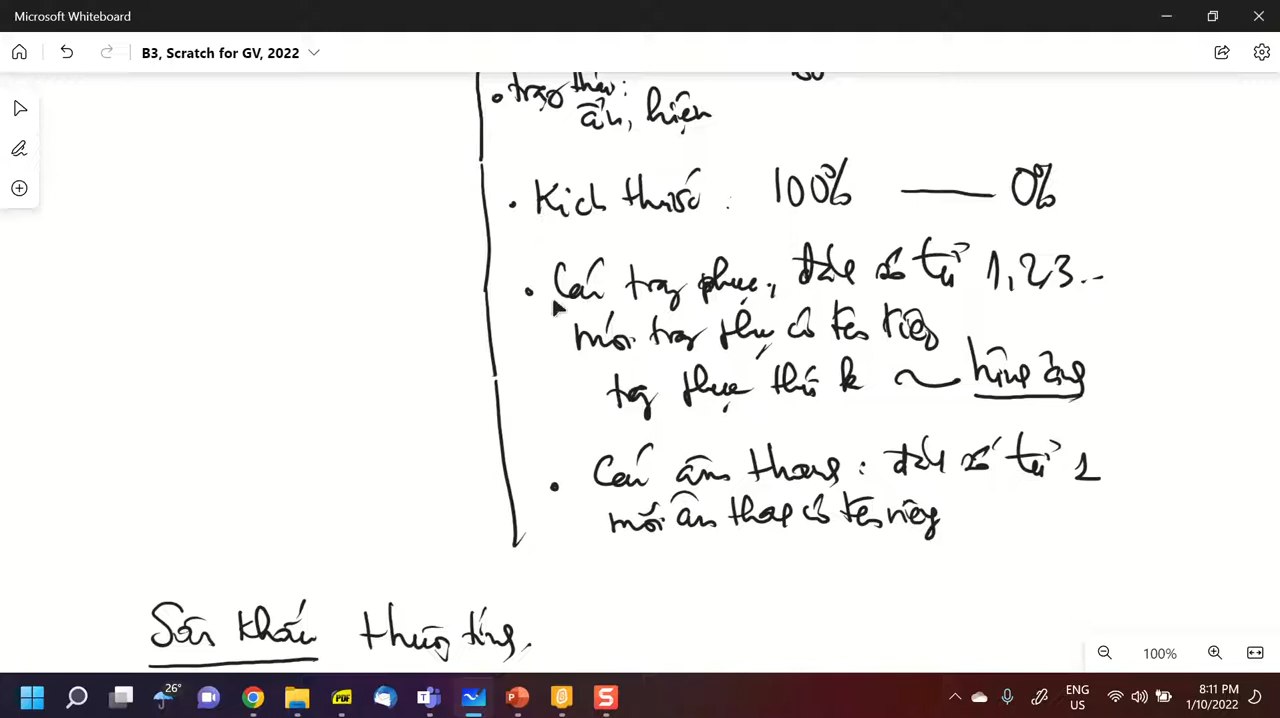 Microsoft Whiteboard
B3, Scratch for GV, 2022
• trạng thái:
ẩn, hiện
• Kích thước : 100% — 0%
• Các trang phục, đánh số từ 1,2,3...
mỗi trang phục có tên riêng
trang phục thứ k ~ hình ảnh
• Các âm thanh : đánh số từ 1
mỗi âm thanh có tên riêng
Sân khấu thuộc tính
100%
26°
ENG
US
8:11 PM
1/10/2022